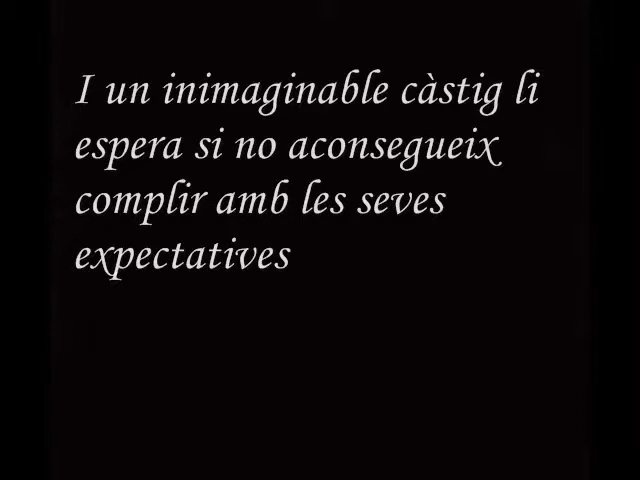 I un inimaginable càstig li
espera si no aconsegueix
complir amb les seves
expectatives